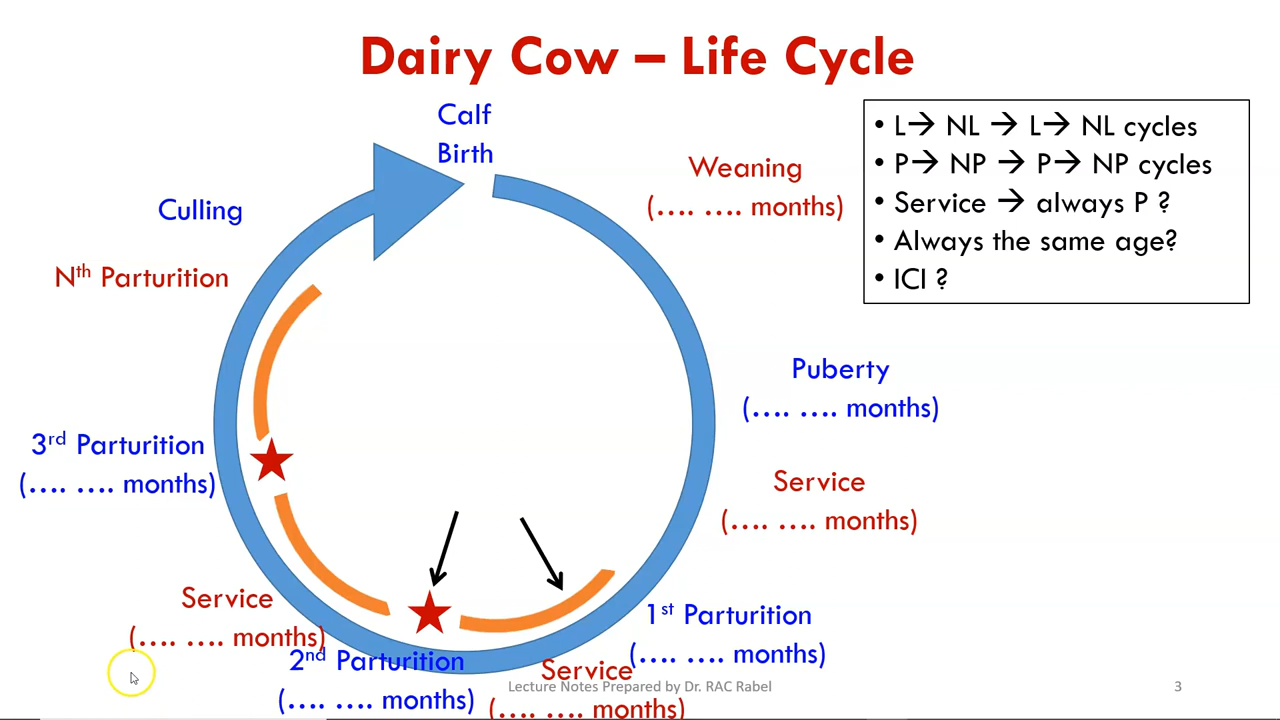 Dairy Cow – Life Cycle
Calf
Birth
Weaning
(…. …. months)
• L→ NL → L→ NL cycles
• P→ NP → P→ NP cycles
• Service → always P ?
• Always the same age?
• ICI ?
Culling
Nth Parturition
Puberty
(…. …. months)
3rd Parturition
(…. …. months)
Service
(…. …. months)
Service
(…. …. months)
1st Parturition
(…. …. months)
2nd Parturition
(…. …. months)
Service
(…. …. months)
Lecture Notes Prepared by Dr. RAC Rabel
3